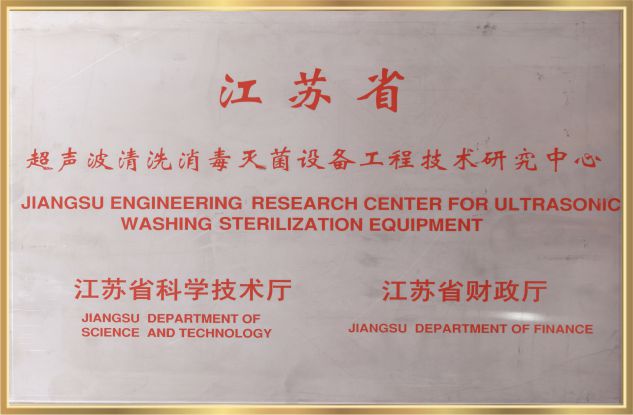 江苏省
超声波清洗消毒灭菌设备工程技术研究中心
JIANGSU ENGINEERING RESEARCH CENTER FOR ULTRASONIC
WASHING STERILIZATION EQUIPMENT
江苏省科学技术厅
JIANGSU DEPARTMENT OF
SCIENCE AND TECHNOLOGY
江苏省财政厅
JIANGSU DEPARTMENT OF FINANCE